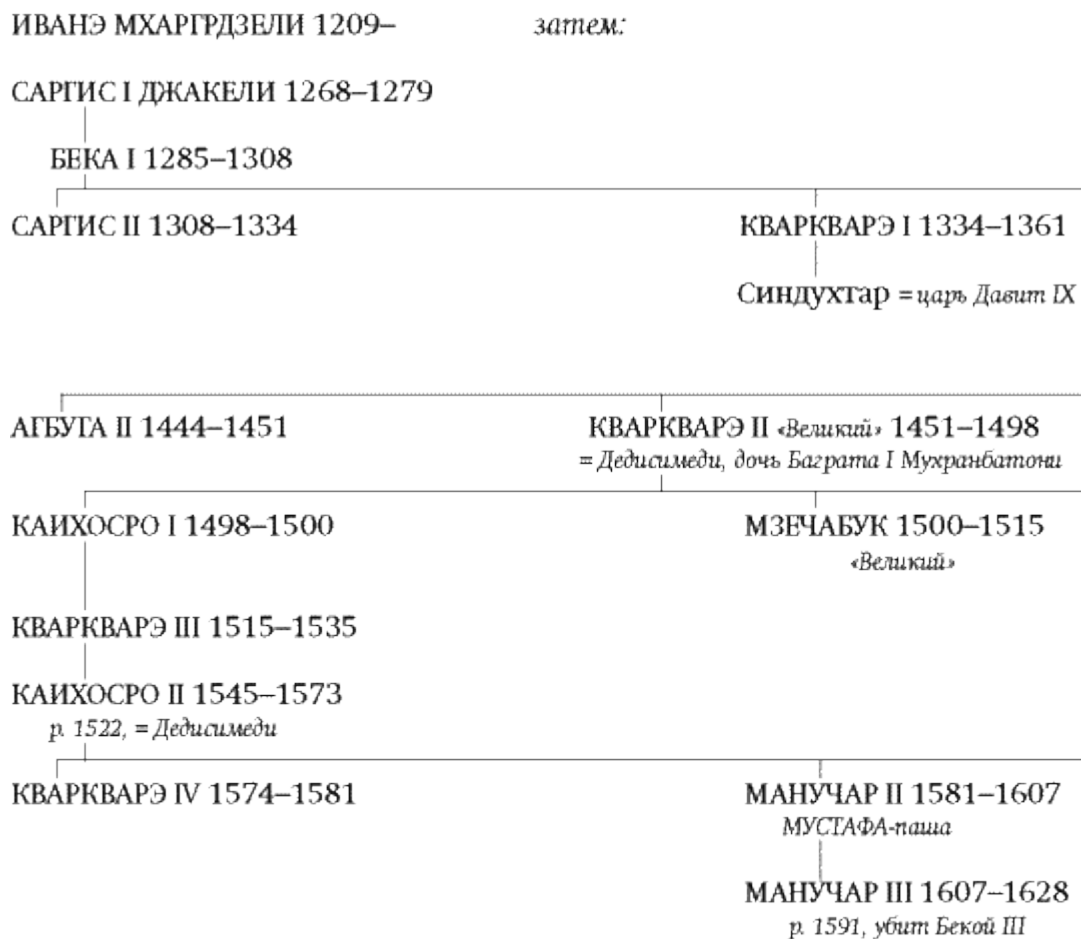 ИВАНЭ МХАРГРДЗЕЛИ 1209– затем:
САРГИС I ДЖАКЕЛИ 1268–1279
БЕКА I 1285–1308
САРГИС II 1308–1334 КВАРКВАРЭ I 1334–1361
Синдухтар = царь Давит IX
АГБУГА II 1444–1451 КВАРКВАРЭ II «Великий» 1451–1498
= Дедисимеди, дочь Баграта I Мухранбатони
КАИХОСРО I 1498–1500 МЗЕЧАБУК 1500–1515
«Великий»
КВАРКВАРЭ III 1515–1535
КАИХОСРО II 1545–1573
р. 1522, = Дедисимеди
КВАРКВАРЭ IV 1574–1581 МАНУЧАР II 1581–1607
МУСТАФА-паша
МАНУЧАР III 1607–1628
р. 1591, убит Бекой III